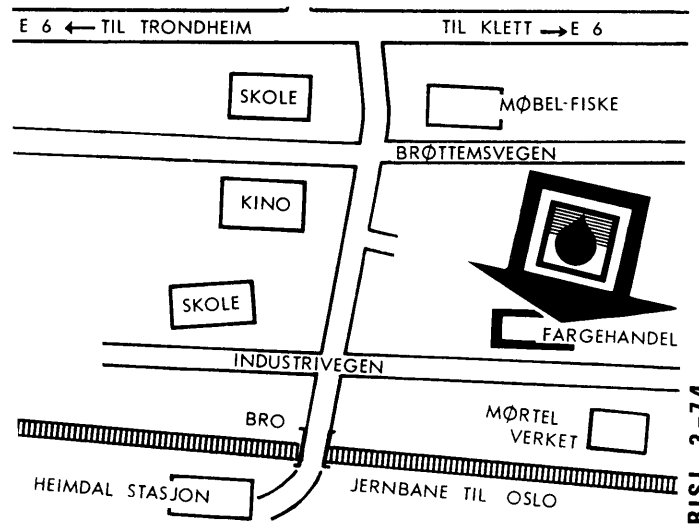 E 6 ← TIL TRONDHEIM
TIL KLETT → E 6
SKOLE
MØBEL-FISKE
BRØTTEMSVEGEN
KINO
SKOLE
FARGEHANDEL
INDUSTRIVEGEN
BRO
MØRTEL
VERKET
HEIMDAL STASJON
JERNBANE TIL OSLO